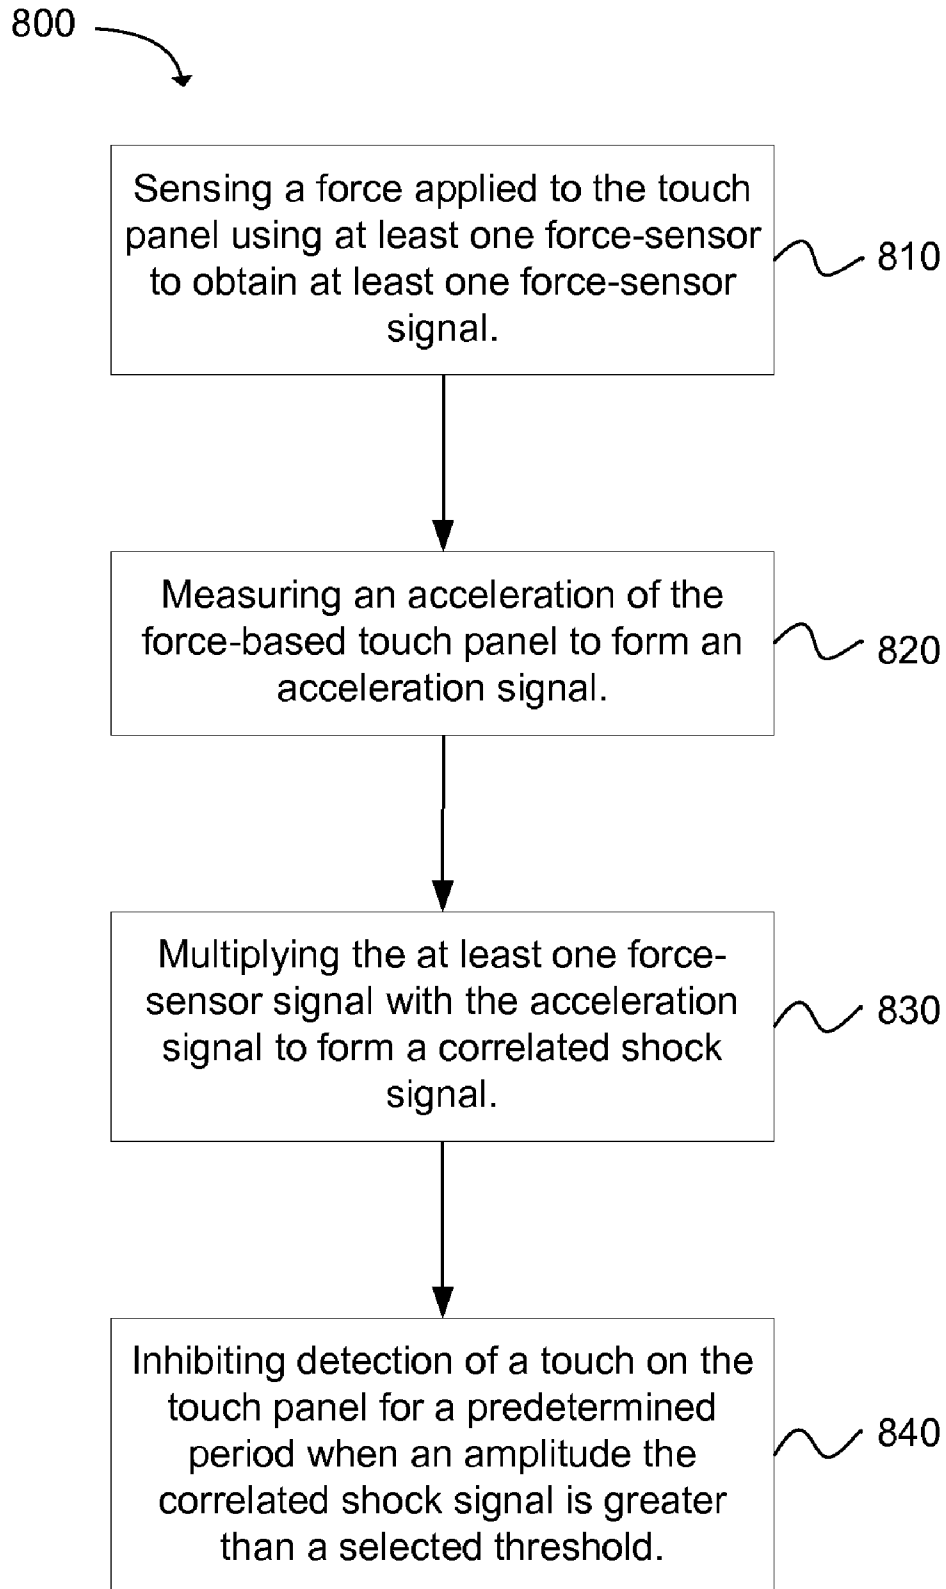 800
Sensing a force applied to the touch
panel using at least one force-sensor
to obtain at least one force-sensor
signal.
810
Measuring an acceleration of the
force-based touch panel to form an
acceleration signal.
820
Multiplying the at least one force-
sensor signal with the acceleration
signal to form a correlated shock
signal.
830
Inhibiting detection of a touch on the
touch panel for a predetermined
period when an amplitude the
correlated shock signal is greater
than a selected threshold.
840